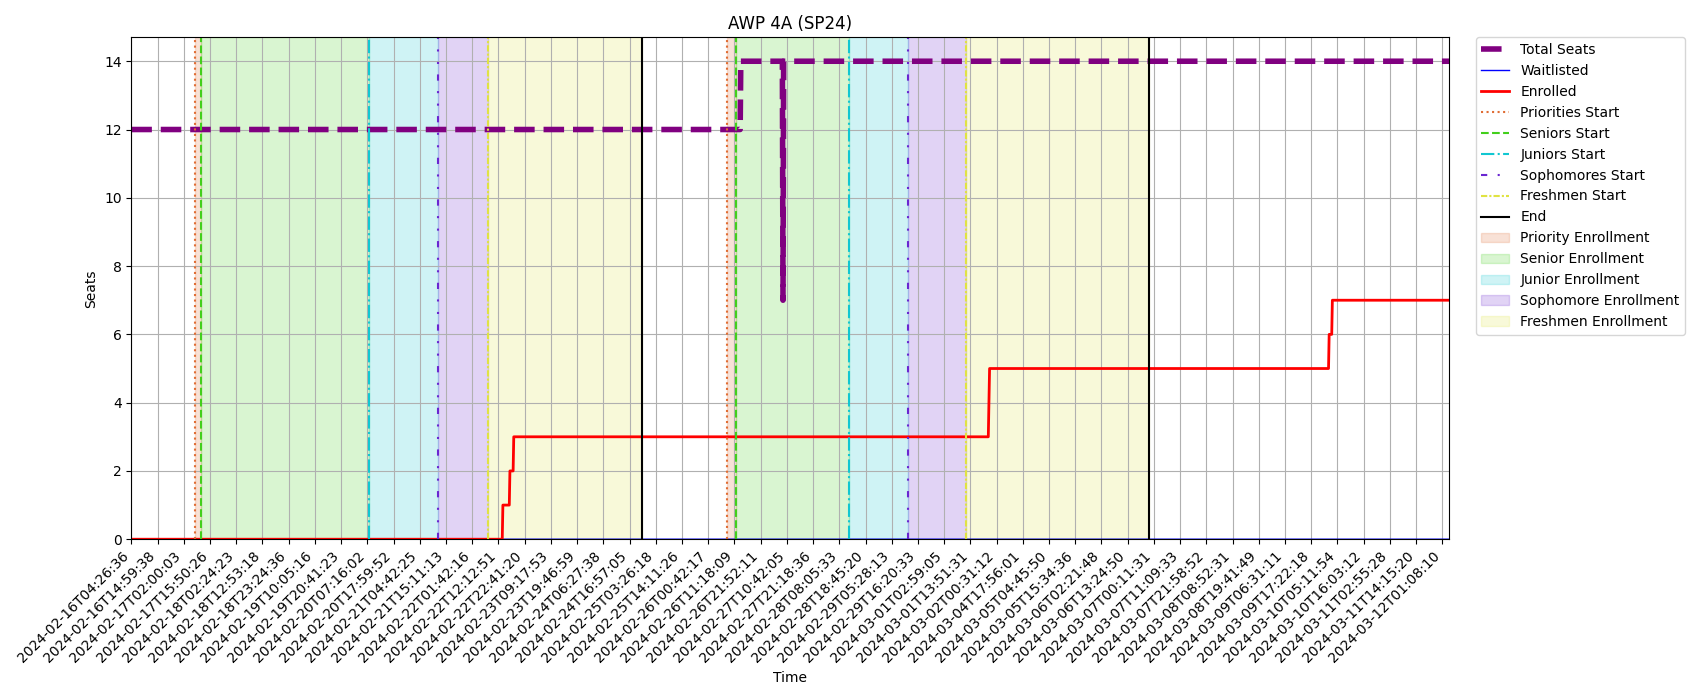 AWP 4A (SP24)
Seats
14
12
10
8
6
4
2
0
2024-02-16T04:26:36
2024-02-16T14:59:38
2024-02-17T02:00:03
2024-02-17T15:50:26
2024-02-18T02:24:23
2024-02-18T12:53:18
2024-02-18T23:24:36
2024-02-19T10:05:16
2024-02-19T20:41:23
2024-02-20T07:16:02
2024-02-20T17:59:52
2024-02-21T04:42:25
2024-02-21T15:11:13
2024-02-22T01:42:16
2024-02-22T12:12:51
2024-02-22T22:41:20
2024-02-23T09:17:53
2024-02-23T19:46:59
2024-02-24T06:27:38
2024-02-24T16:57:05
2024-02-25T03:26:18
2024-02-25T14:11:26
2024-02-26T00:42:17
2024-02-26T11:18:09
2024-02-26T21:52:11
2024-02-27T10:42:05
2024-02-27T21:18:36
2024-02-28T08:05:33
2024-02-28T18:45:20
2024-02-29T05:28:13
2024-02-29T16:20:33
2024-03-01T02:59:05
2024-03-01T13:51:31
2024-03-02T00:31:12
2024-03-04T17:56:01
2024-03-05T04:45:50
2024-03-05T15:34:36
2024-03-06T02:21:48
2024-03-06T13:24:50
2024-03-07T00:11:31
2024-03-07T11:09:33
2024-03-07T21:58:52
2024-03-08T08:52:31
2024-03-08T19:41:49
2024-03-09T06:31:11
2024-03-09T17:22:18
2024-03-10T05:11:54
2024-03-10T16:03:12
2024-03-11T02:55:28
2024-03-11T14:15:20
2024-03-12T01:08:10
Time
Total Seats
Waitlisted
Enrolled
Priorities Start
Seniors Start
Juniors Start
Sophomores Start
Freshmen Start
End
Priority Enrollment
Senior Enrollment
Junior Enrollment
Sophomore Enrollment
Freshmen Enrollment